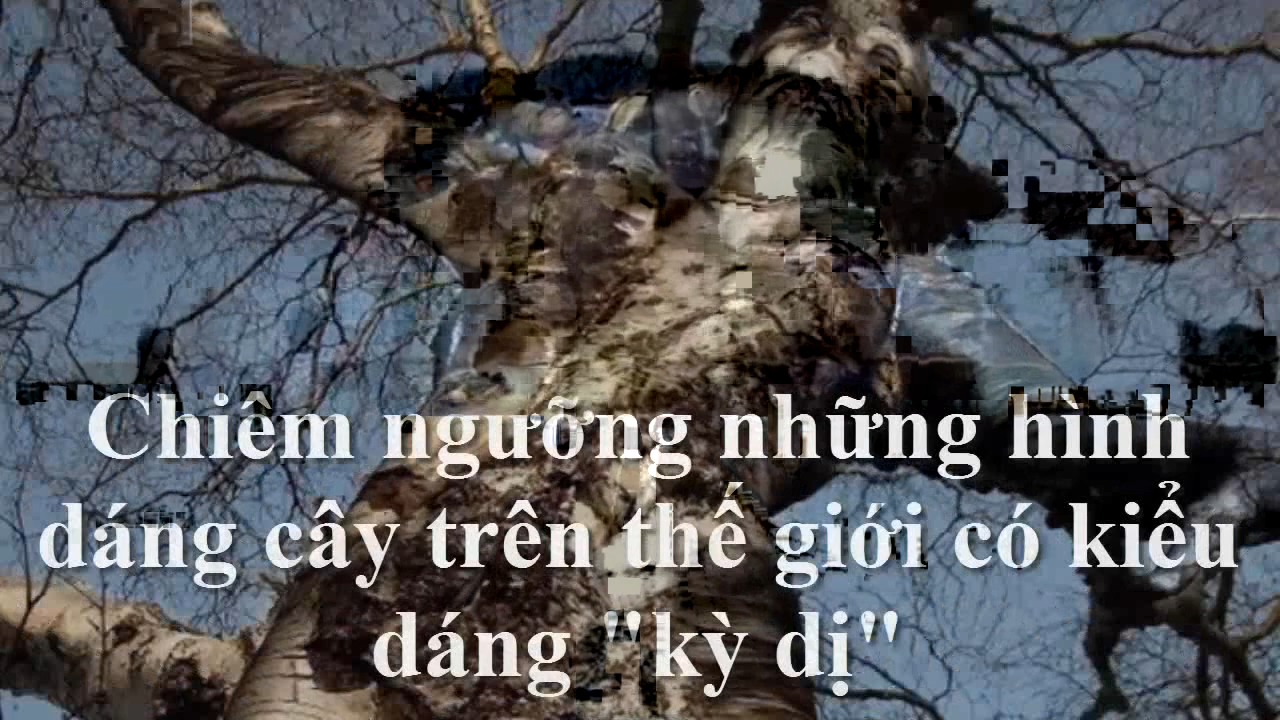 Chiêm ngưỡng những hình
dáng cây trên thế giới có kiểu
dáng "kỳ dị"